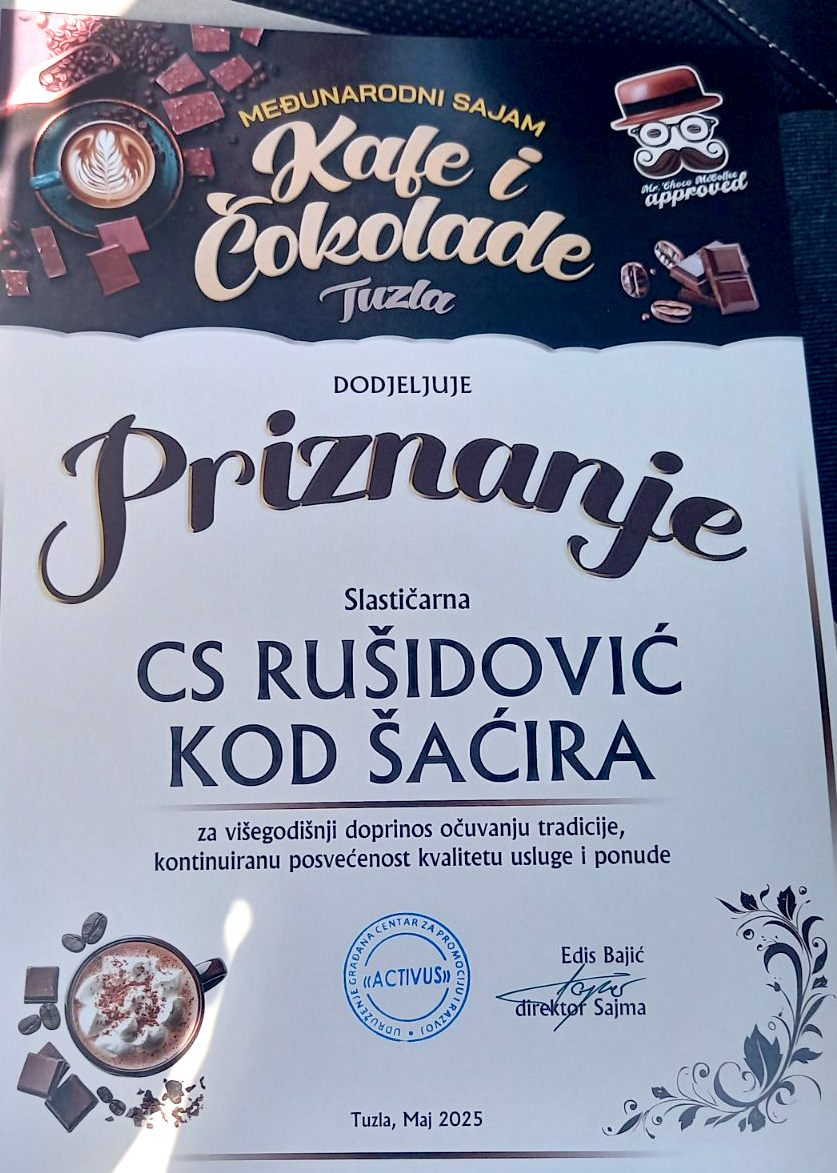 MEĐUNARODNI SAJAM
Kafe i
Čokolade
Tuzla
Mr. Choco McCoffee
approved
DODJELJUJE
Priznanje
Slastičarna
CS RUŠIDOVIĆ
KOD ŠAĆIRA
za višegodišnji doprinos očuvanju tradicije,
kontinuiranu posvećenost kvalitetu usluge i ponude
UDRUŽENJE GRAĐANA CENTAR ZA PROMOCIJU I RAZVOJ
«ACTIVUS»
Edis Bajić
direktor Sajma
Tuzla, Maj 2025